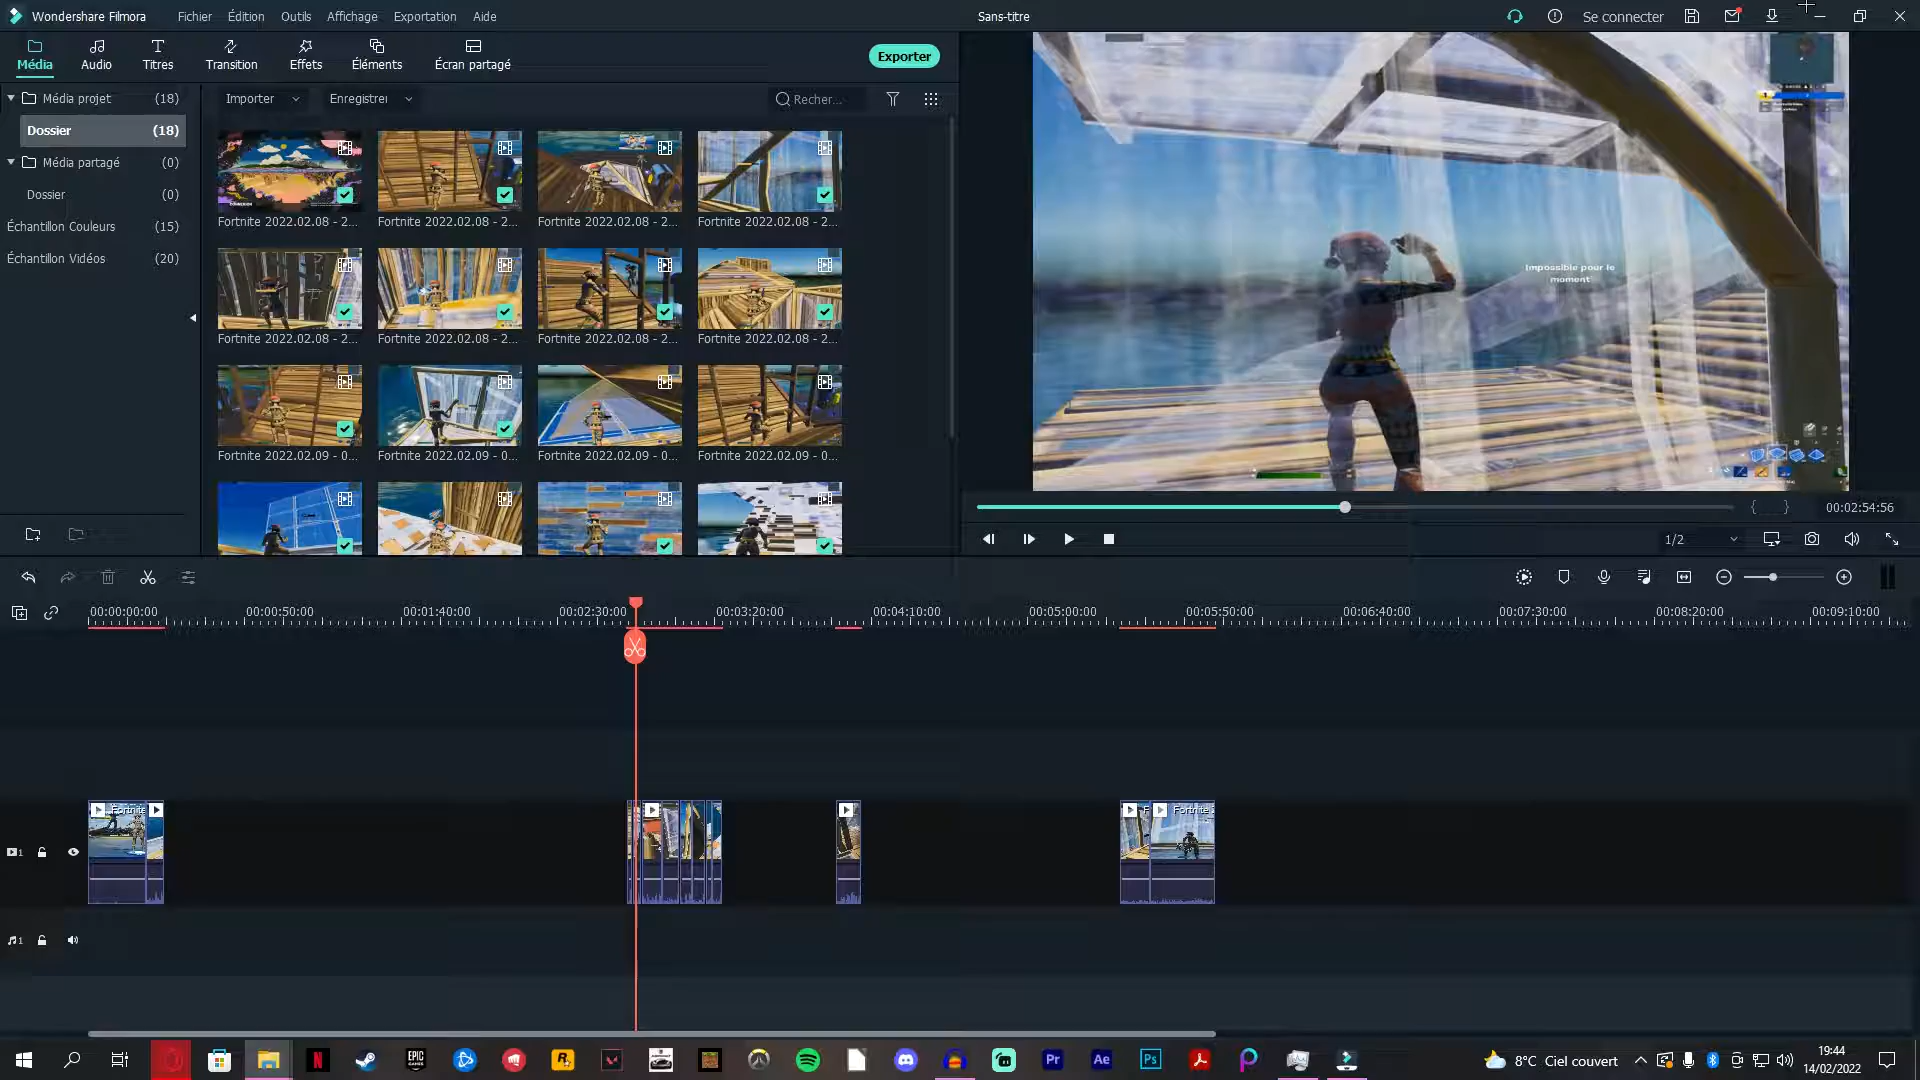 Wondershare Filmora Fichier Édition Outils Affichage Exportation Aide Sans-titre Se connecter
Média Audio Titres Transition Effets Éléments Écran partagé Exporter
Média projet (18) Importer Enregistrer Recher...
Dossier (18)
Média partagé (0)
Dossier (0)
Échantillon Couleurs (15)
Échantillon Vidéos (20)
Fortnite 2022.02.08 - 2... Fortnite 2022.02.08 - 2... Fortnite 2022.02.08 - 2... Fortnite 2022.02.08 - 2...
Fortnite 2022.02.08 - 2... Fortnite 2022.02.08 - 2... Fortnite 2022.02.08 - 2... Fortnite 2022.02.08 - 2...
Fortnite 2022.02.09 - 0... Fortnite 2022.02.09 - 0... Fortnite 2022.02.09 - 0... Fortnite 2022.02.09 - 0...
Impossible pour le
moment
{ } 00:02:54:56
1/2
00:00:00:00 00:00:50:00 00:01:40:00 00:02:30:00 00:03:20:00 00:04:10:00 00:05:00:00 00:05:50:00 00:06:40:00 00:07:30:00 00:08:20:00 00:09:10:00
Fortnite F Fortnite
1
1
N EPIC GAMES R Pr Ae Ps
8°C Ciel couvert
19:44
14/02/2022